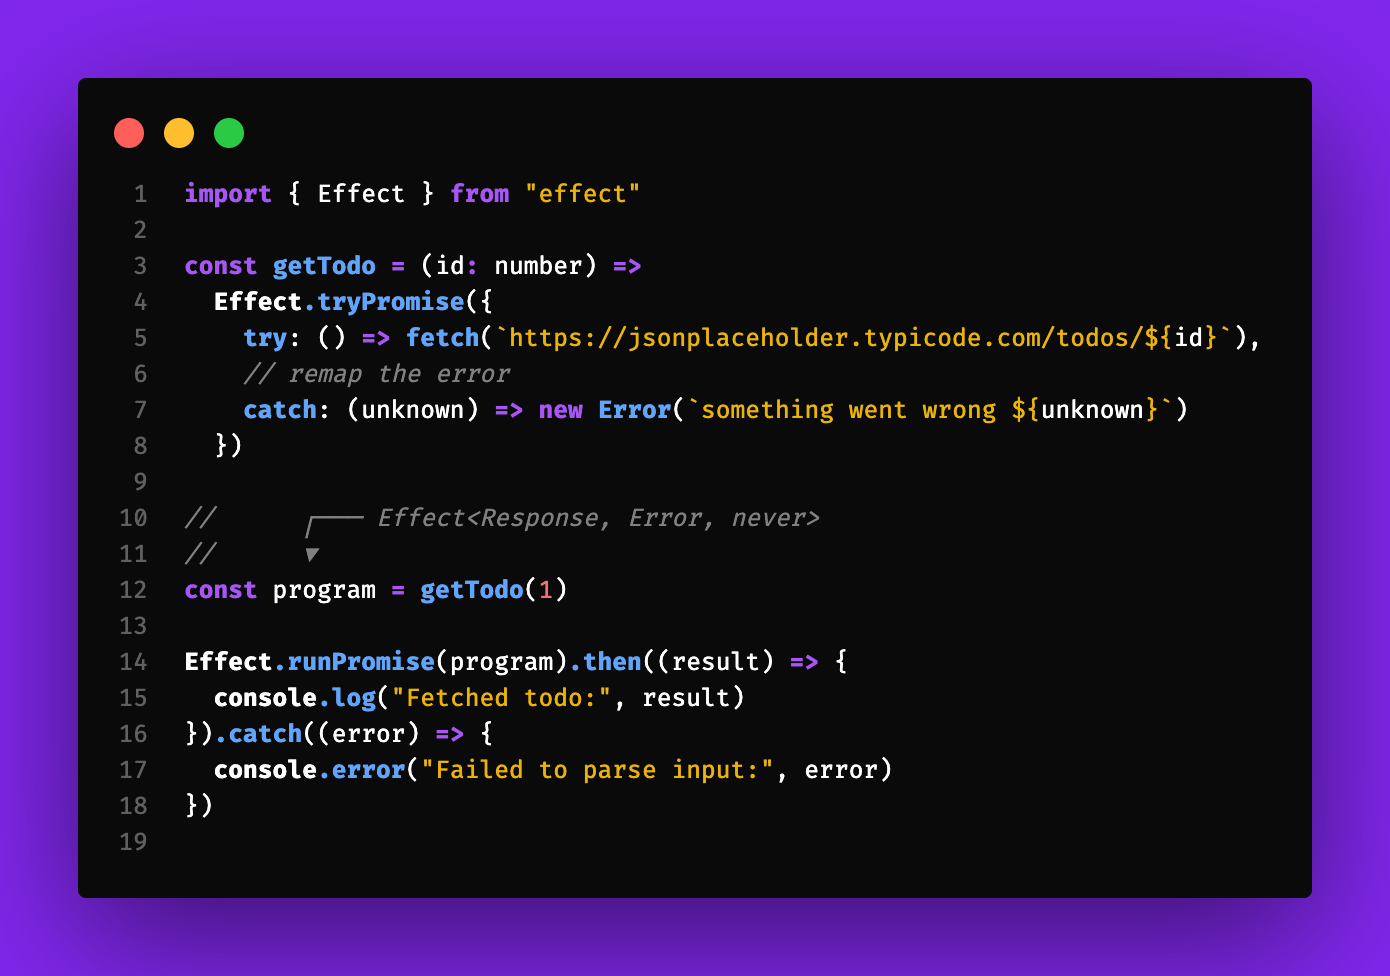 1 import { Effect } from "effect"
2
3 const getTodo = (id: number) =>
4   Effect.tryPromise({
5     try: () => fetch(`https://jsonplaceholder.typicode.com/todos/${id}`),
6     // remap the error
7     catch: (unknown) => new Error(`something went wrong ${unknown}`)
8   })
9
10 //      ┌─── Effect<Response, Error, never>
11 //      ▼
12 const program = getTodo(1)
13
14 Effect.runPromise(program).then((result) => {
15   console.log("Fetched todo:", result)
16 }).catch((error) => {
17   console.error("Failed to parse input:", error)
18 })
19